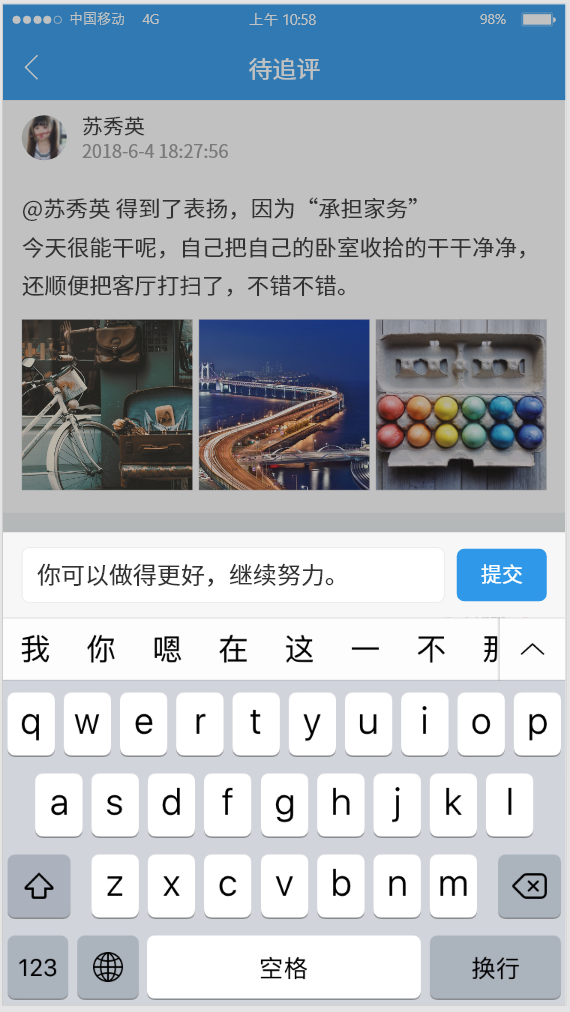 中国移动 4G 上午 10:58 98%
待追评
苏秀英
2018-6-4 18:27:56
@苏秀英 得到了表扬，因为“承担家务”
今天很能干呢，自己把自己的卧室收拾的干干净净，
还顺便把客厅打扫了，不错不错。
你可以做得更好，继续努力。 提交
我 你 嗯 在 这 一 不
q w e r t y u i o p
a s d f g h j k l
z x c v b n m
123 空格 换行